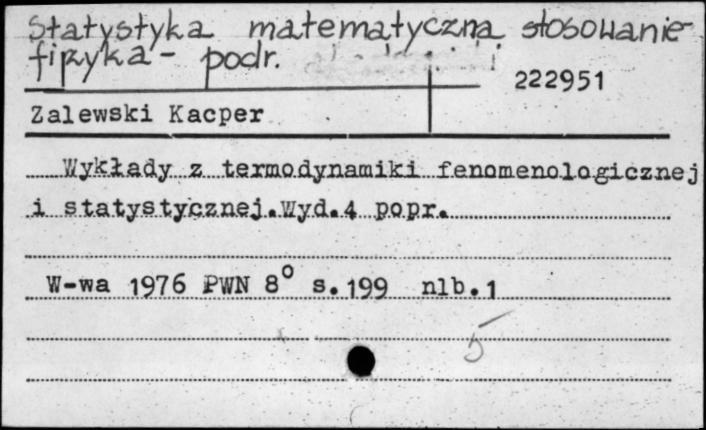 Statystyka matematyczna stosowanie
fizyka - podr.
222951
Zalewski Kacper
Wykłady z termodynamiki fenomenologicznej
i statystycznej.Wyd.4 popr.
W-wa 1976 PWN 8° s.199 nlb.1
5